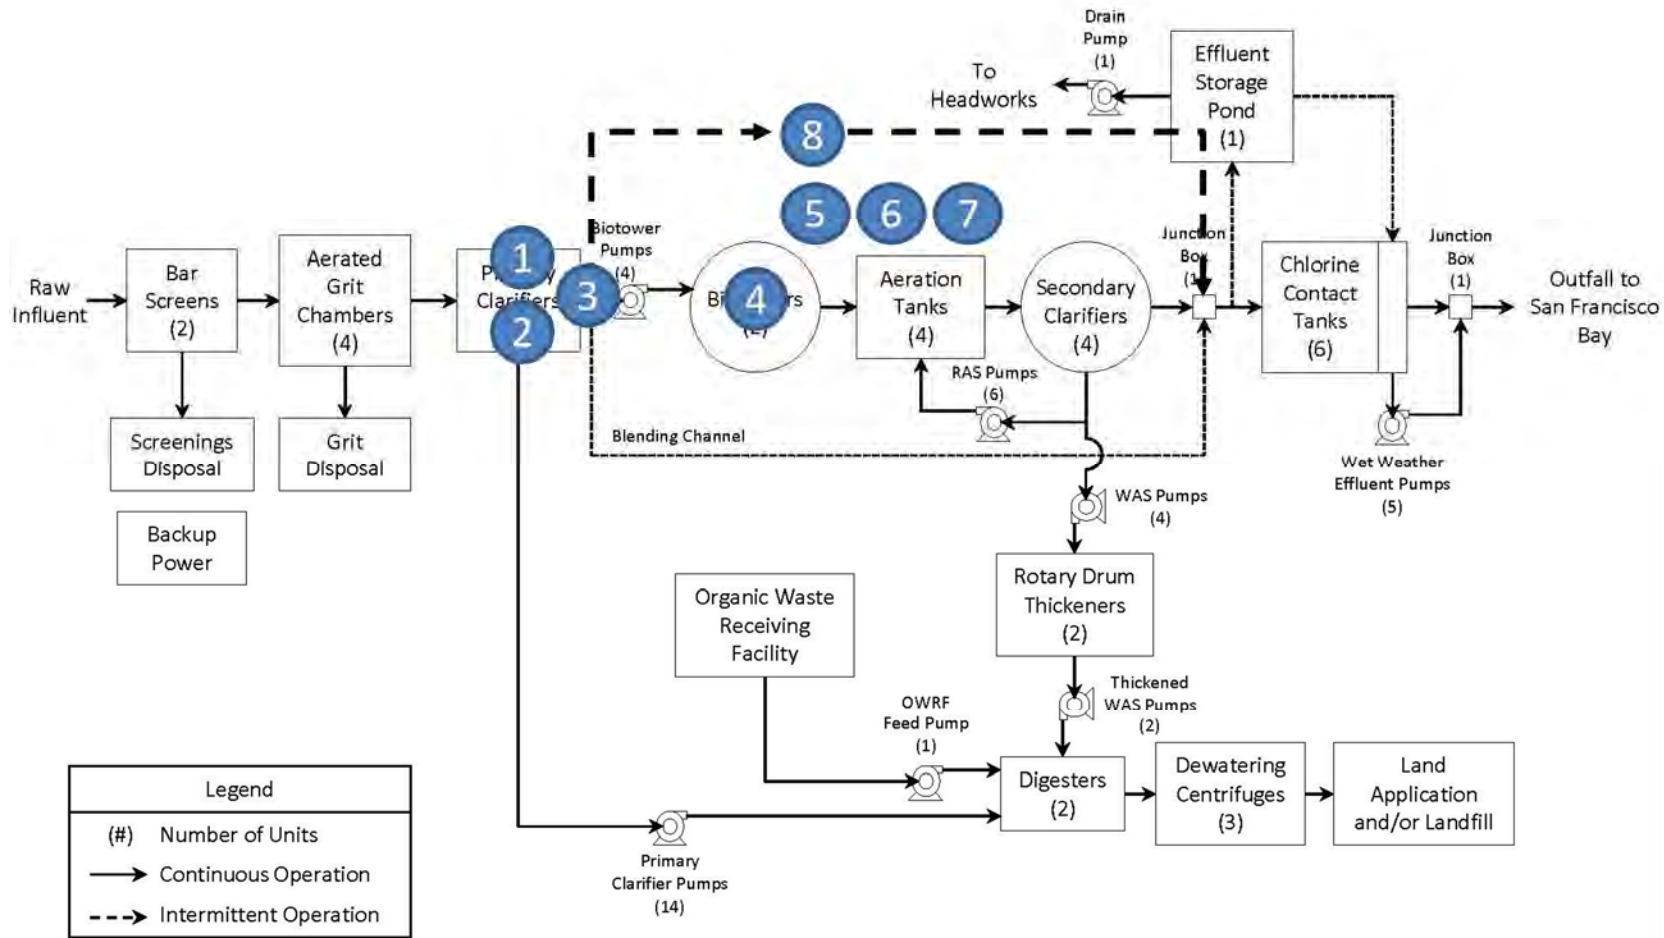 Drain
Pump
(1)
To
Headworks
Effluent
Storage
Pond
(1)
8
5
6
7
Raw
Influent
Bar
Screens
(2)
Aerated
Grit
Chambers
(4)
1
Clarifiers
2
3
Biotower
Pumps
(4)
4
Aeration
Tanks
(4)
Secondary
Clarifiers
(4)
Junction
Box
(1
Chlorine
Contact
Tanks
(6)
Junction
Box
(1)
Outfall to
San Francisco
Bay
RAS Pumps
(6)
Screenings
Disposal
Grit
Disposal
Blending Channel
Wet Weather
Effluent Pumps
(5)
Backup
Power
WAS Pumps
(4)
Rotary Drum
Thickeners
(2)
Organic Waste
Receiving
Facility
Thickened
WAS Pumps
(2)
OWRF
Feed Pump
(1)
Digesters
(2)
Dewatering
Centrifuges
(3)
Land
Application
and/or Landfill
Primary
Clarifier Pumps
(14)
Legend
(#) Number of Units
Continuous Operation
Intermittent Operation